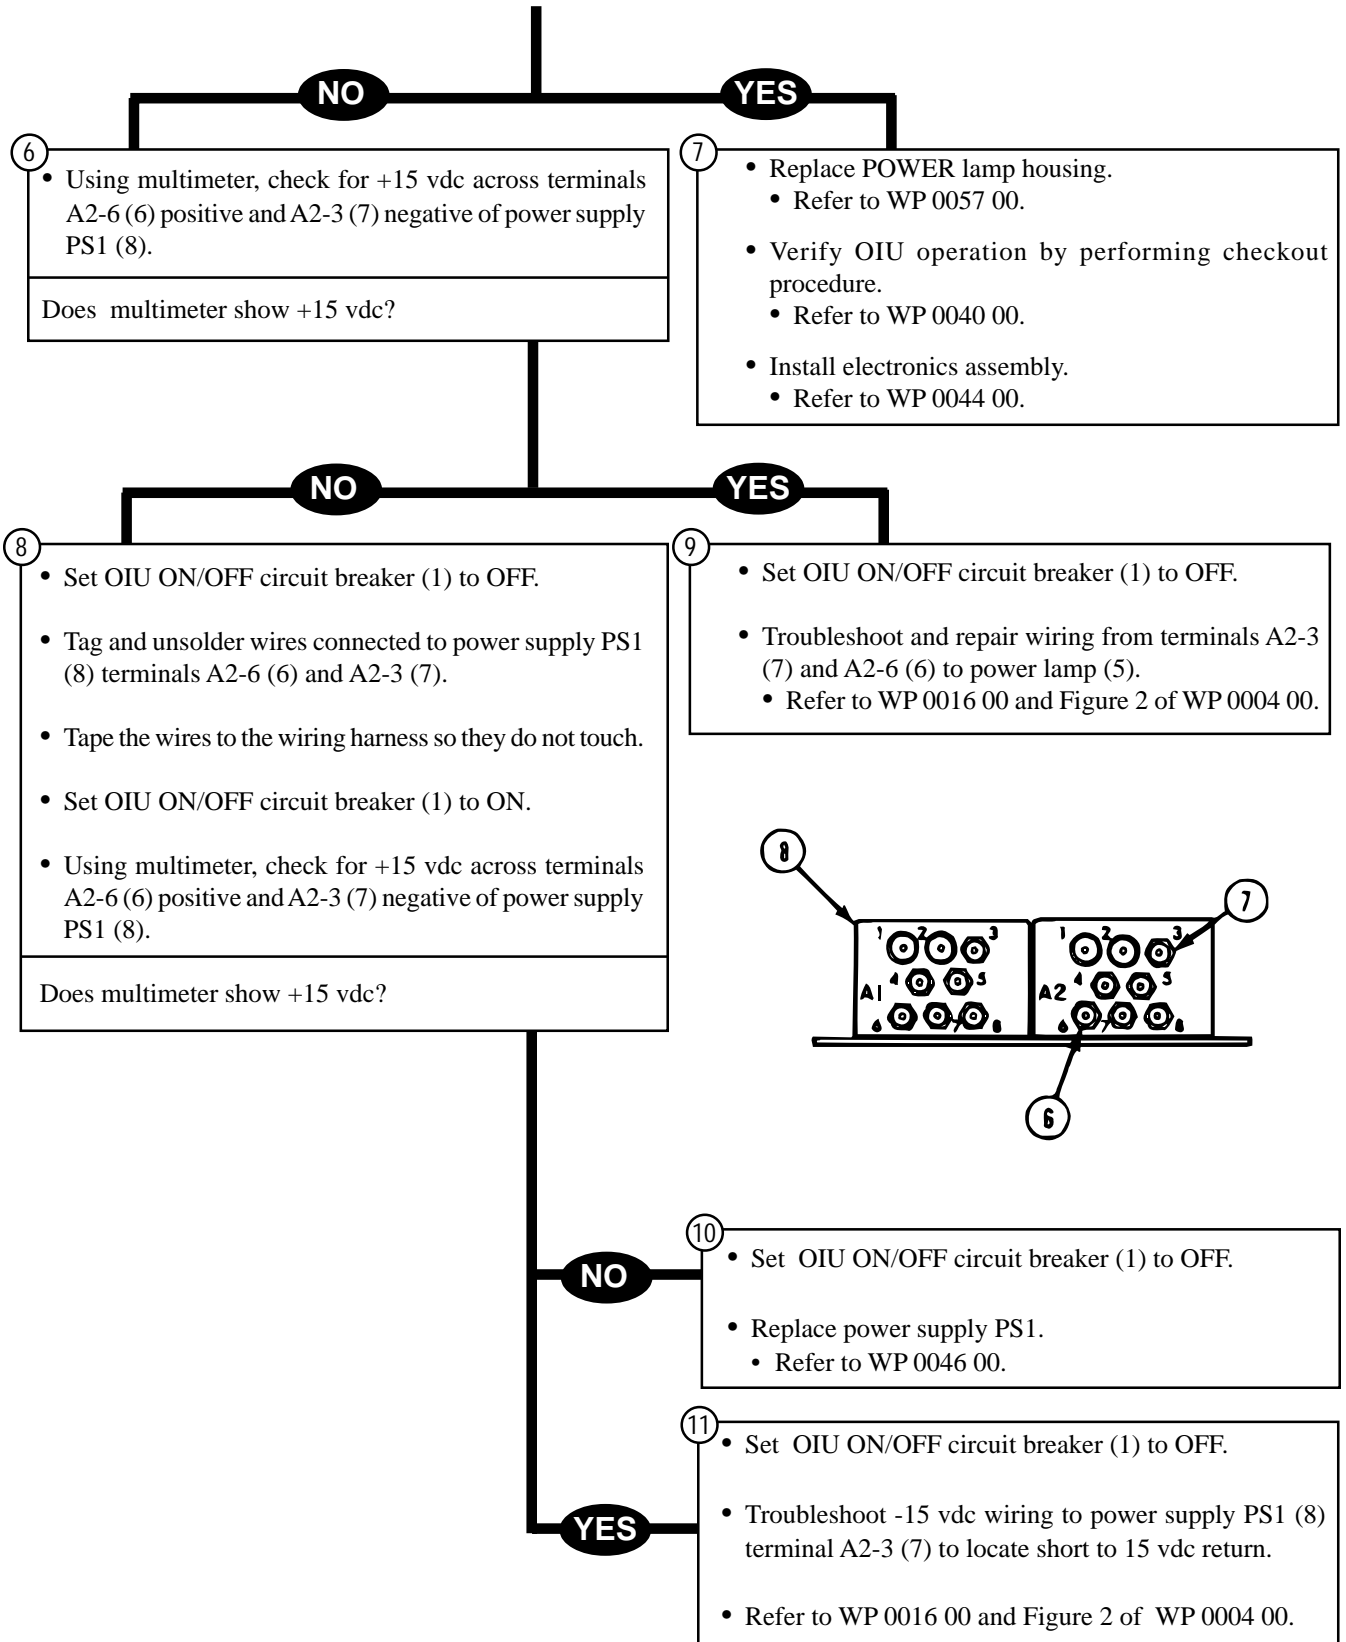 NO
YES
6
• Using multimeter, check for +15 vdc across terminals
A2-6 (6) positive and A2-3 (7) negative of power supply
PS1 (8).
Does multimeter show +15 vdc?
7
• Replace POWER lamp housing.
• Refer to WP 0057 00.
• Verify OIU operation by performing checkout
procedure.
• Refer to WP 0040 00.
• Install electronics assembly.
• Refer to WP 0044 00.
NO
YES
8
• Set OIU ON/OFF circuit breaker (1) to OFF.
• Tag and unsolder wires connected to power supply PS1
(8) terminals A2-6 (6) and A2-3 (7).
• Tape the wires to the wiring harness so they do not touch.
• Set OIU ON/OFF circuit breaker (1) to ON.
• Using multimeter, check for +15 vdc across terminals
A2-6 (6) positive and A2-3 (7) negative of power supply
PS1 (8).
Does multimeter show +15 vdc?
9
• Set OIU ON/OFF circuit breaker (1) to OFF.
• Troubleshoot and repair wiring from terminals A2-3
(7) and A2-6 (6) to power lamp (5).
• Refer to WP 0016 00 and Figure 2 of WP 0004 00.
8
7
1 2 3
1 2 3
4 5
4 5
A1
A2
6 7 8
6 7 8
6
NO
10
• Set OIU ON/OFF circuit breaker (1) to OFF.
• Replace power supply PS1.
• Refer to WP 0046 00.
YES
11
• Set OIU ON/OFF circuit breaker (1) to OFF.
• Troubleshoot -15 vdc wiring to power supply PS1 (8)
terminal A2-3 (7) to locate short to 15 vdc return.
• Refer to WP 0016 00 and Figure 2 of WP 0004 00.